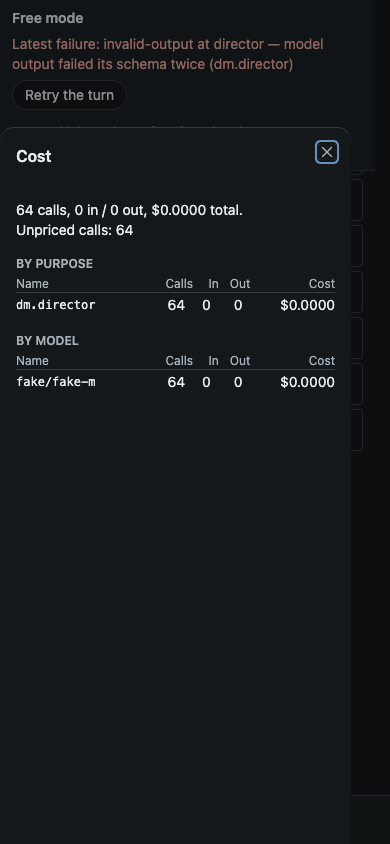 Free mode
Latest failure: invalid-output at director — model
output failed its schema twice (dm.director)
Retry the turn
Cost
64 calls, 0 in / 0 out, $0.0000 total.
Unpriced calls: 64
BY PURPOSE
Name Calls In Out Cost
dm.director 64 0 0 $0.0000
BY MODEL
Name Calls In Out Cost
fake/fake-m 64 0 0 $0.0000